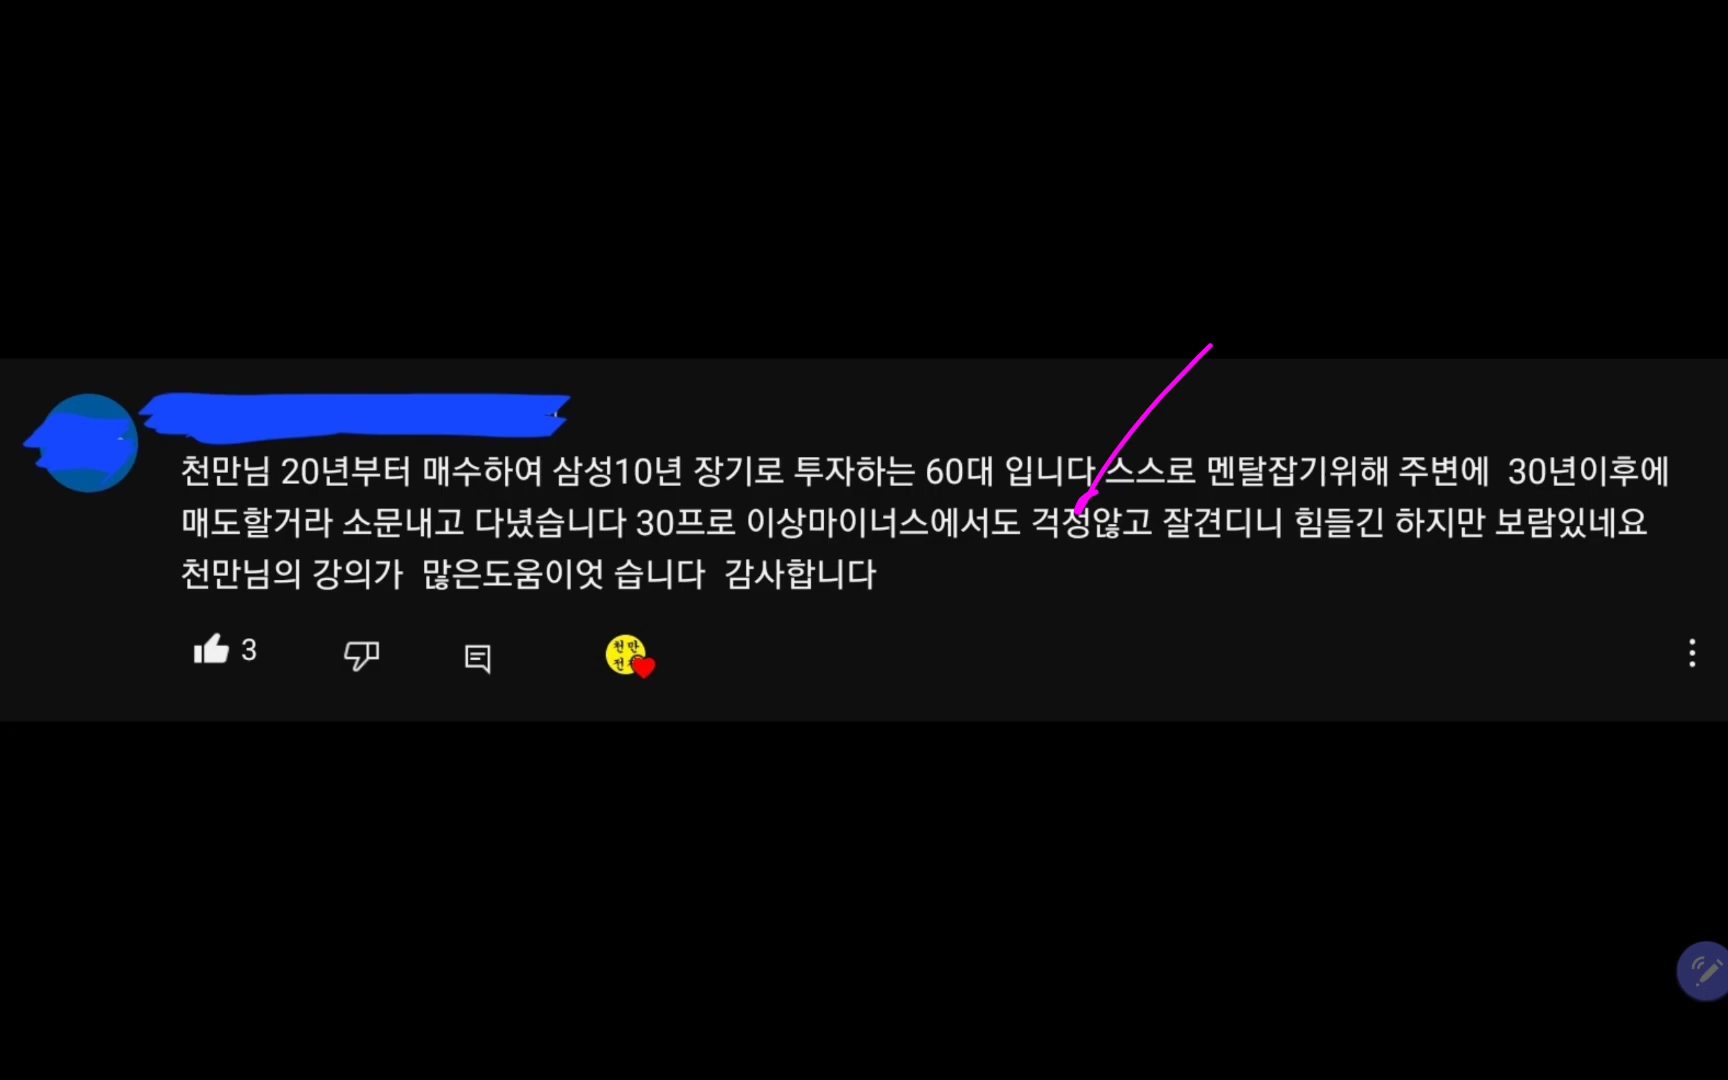 천만님 20년부터 매수하여 삼성10년 장기로 투자하는 60대 입니다 스스로 멘탈잡기위해 주변에 30년이후에
매도할거라 소문내고 다녔습니다 30프로 이상마이너스에서도 걱정않고 잘견디니 힘들긴 하지만 보람있네요
천만님의 강의가 많은도움이엇 습니다 감사합니다
3
천만